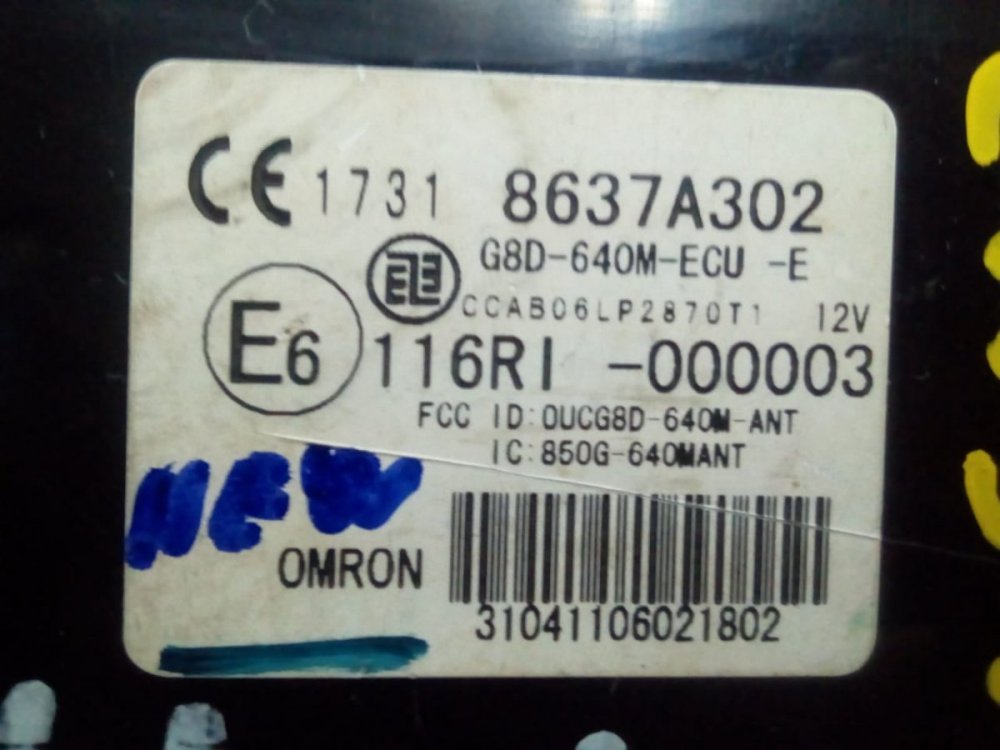 CE 1731 8637A302
G8D-640M-ECU -E
CCAB06LP2870T1 12V
E6 116RI -000003
FCC ID:OUCG8D-640M-ANT
IC:850G-640MANT
NEW
OMRON
31041106021802